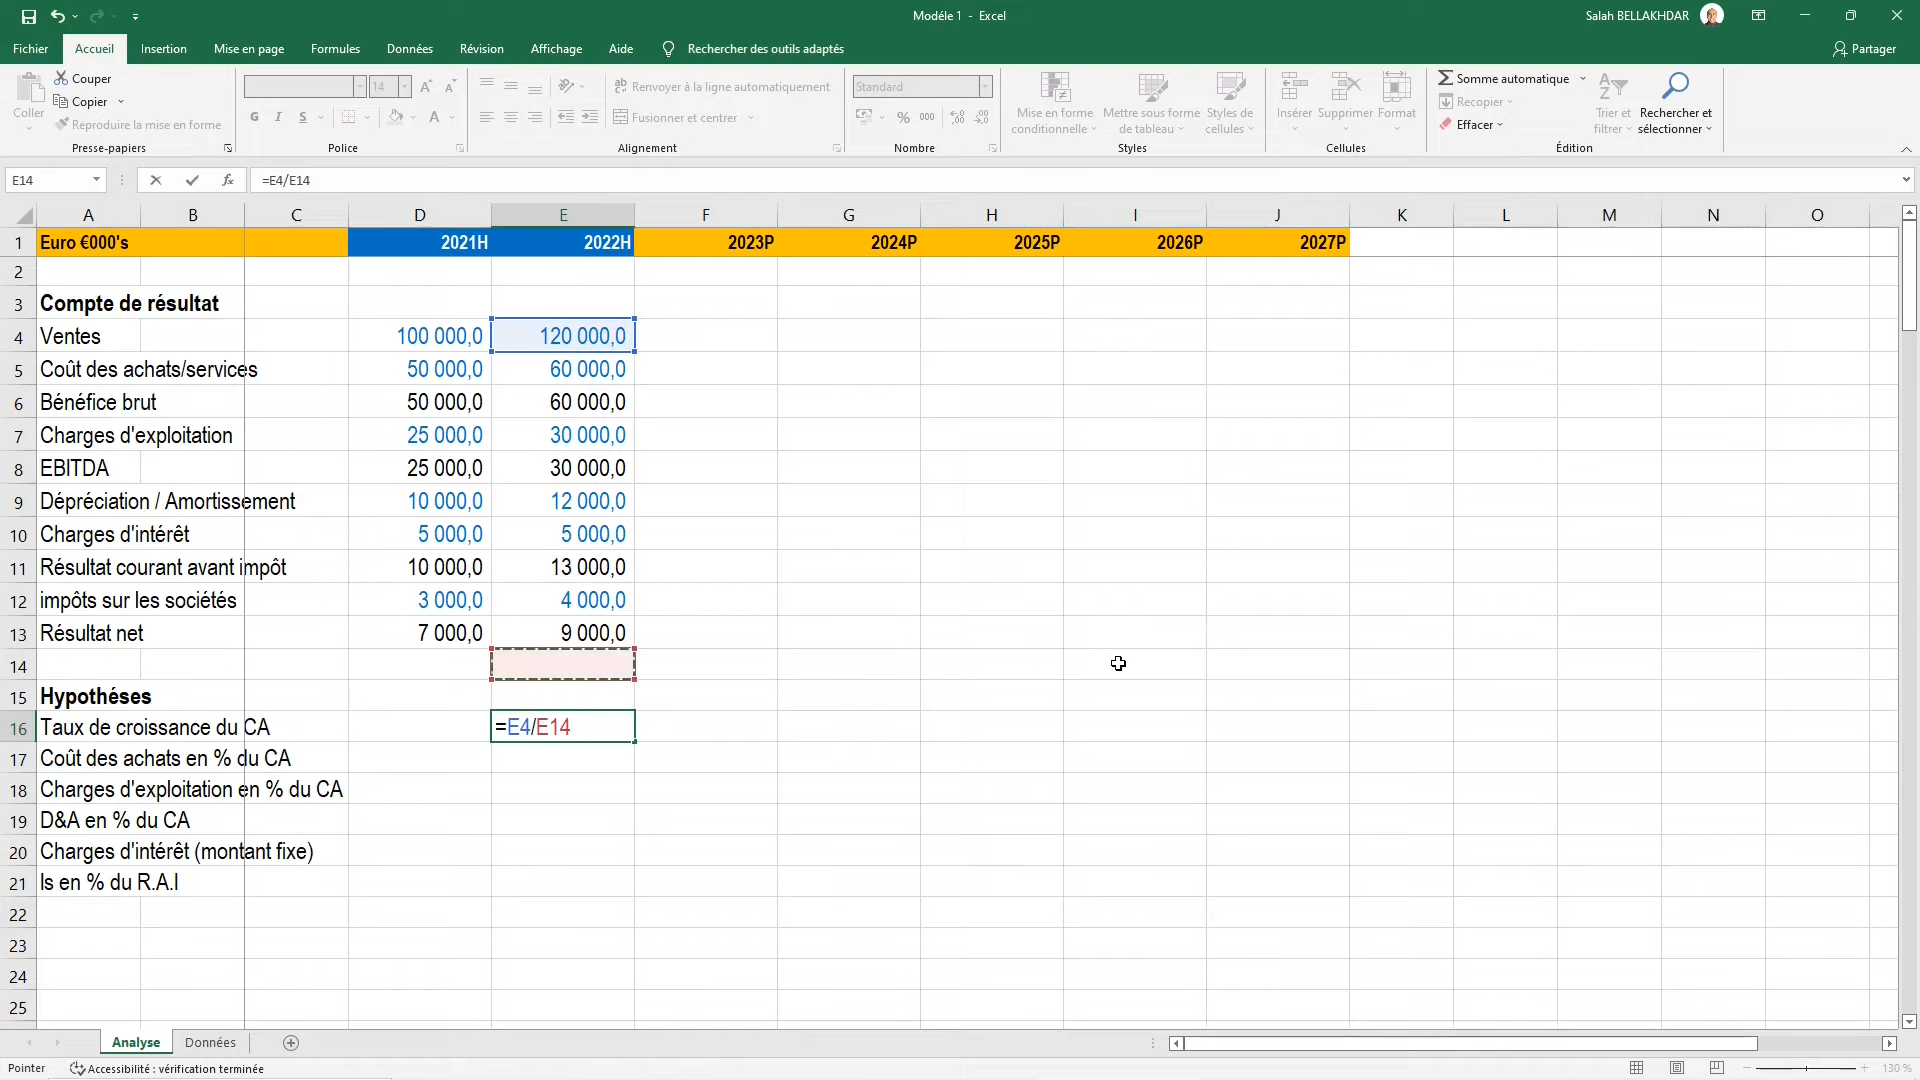 Modéle 1 - Excel
Salah BELLAKHDAR
Fichier Accueil Insertion Mise en page Formules Données Révision Affichage Aide Rechercher des outils adaptés Partager
Coller
Couper
Copier
Reproduire la mise en forme
Presse-papiers
14
G I S
Police
Renvoyer à la ligne automatiquement
Fusionner et centrer
Alignement
Standard
% 000
Nombre
Mise en forme conditionnelle
Mettre sous forme de tableau
Styles de cellules
Styles
Insérer Supprimer Format
Cellules
Somme automatique
Recopier
Effacer
Trier et filtrer
Rechercher et sélectionner
Édition
E14 fx =E4/E14
A B C D E F G H I J K L M N O
1 Euro €000's 2021H 2022H 2023P 2024P 2025P 2026P 2027P
2
3 Compte de résultat
4 Ventes 100 000,0 120 000,0
5 Coût des achats/services 50 000,0 60 000,0
6 Bénéfice brut 50 000,0 60 000,0
7 Charges d'exploitation 25 000,0 30 000,0
8 EBITDA 25 000,0 30 000,0
9 Dépréciation / Amortissement 10 000,0 12 000,0
10 Charges d'intérêt 5 000,0 5 000,0
11 Résultat courant avant impôt 10 000,0 13 000,0
12 impôts sur les sociétés 3 000,0 4 000,0
13 Résultat net 7 000,0 9 000,0
14
15 Hypothéses
16 Taux de croissance du CA =E4/E14
17 Coût des achats en % du CA
18 Charges d'exploitation en % du CA
19 D&A en % du CA
20 Charges d'intérêt (montant fixe)
21 Is en % du R.A.I
22
23
24
25
Analyse Données
Pointer Accessibilité : vérification terminée 130 %